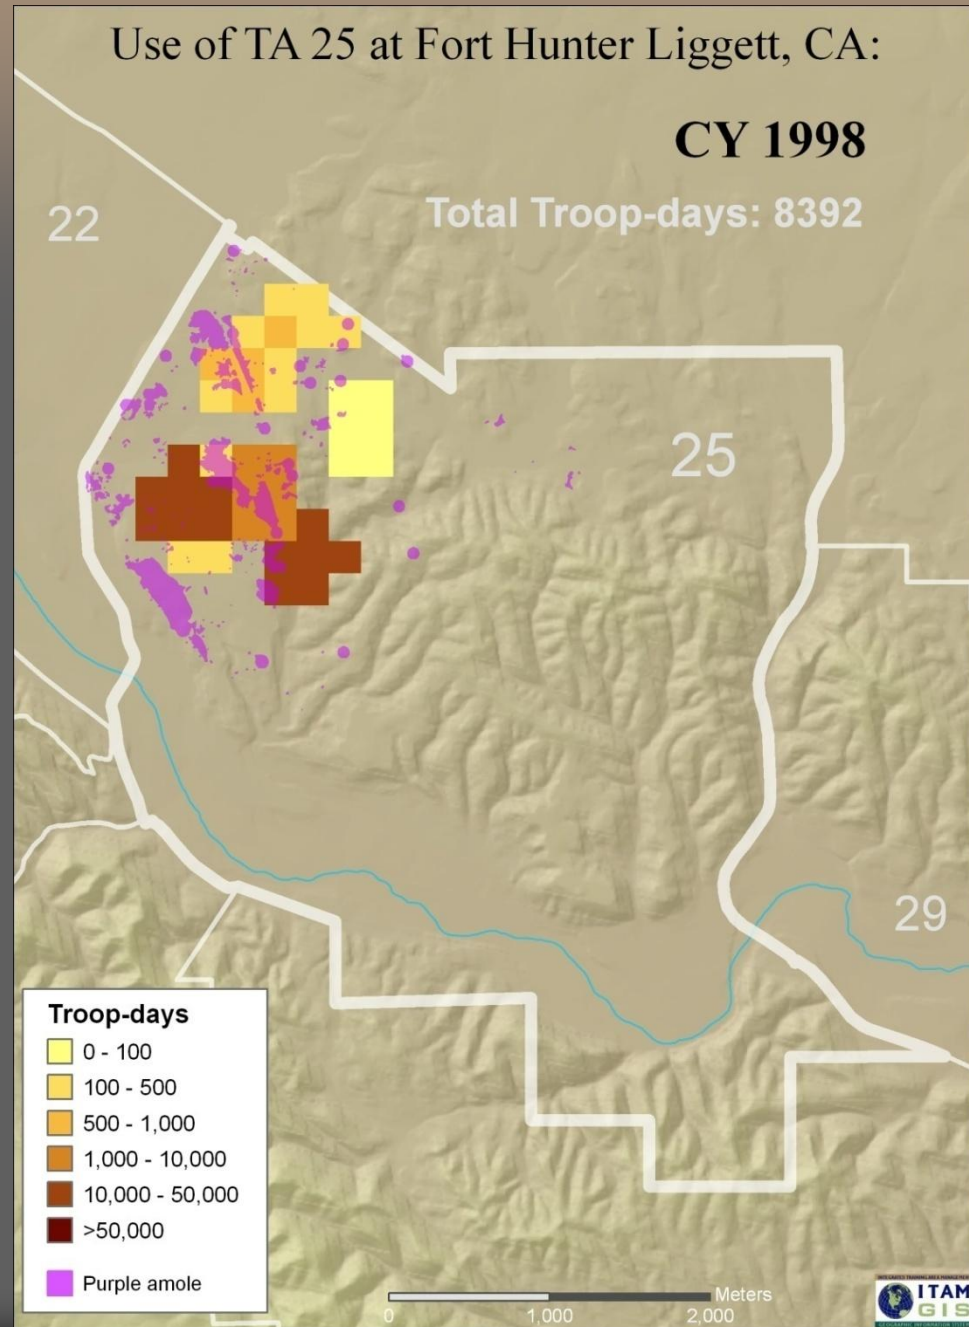 Use of TA 25 at Fort Hunter Liggett, CA:
CY 1998
Total Troop-days: 8392
22
25
29
Troop-days
0 - 100
100 - 500
500 - 1,000
1,000 - 10,000
10,000 - 50,000
>50,000
Purple amole
Meters
0 1,000 2,000
ITAM
GIS